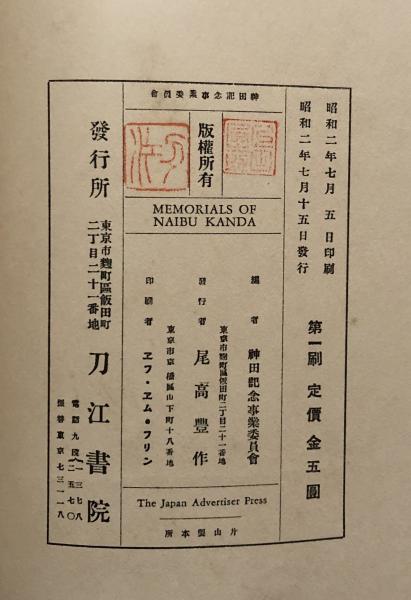 昭和二年七月五日印刷
昭和二年七月十五日發行
第一刷 定價金五圓
神田記念事業委員會
版權所有
MEMORIALS OF
NAIBU KANDA
編者 神田記念事業委員會
東京市麴町區飯田町二丁目二十一番地
發行者 尾高豐作
東京市京橋區山下町十八番地
印刷者 エフ・エム・フリン
The Japan Advertiser Press
片山製本所
發行所
東京市麴町區飯田町
二丁目二十一番地
刀江書院
電話九段
振替東京七三一一八